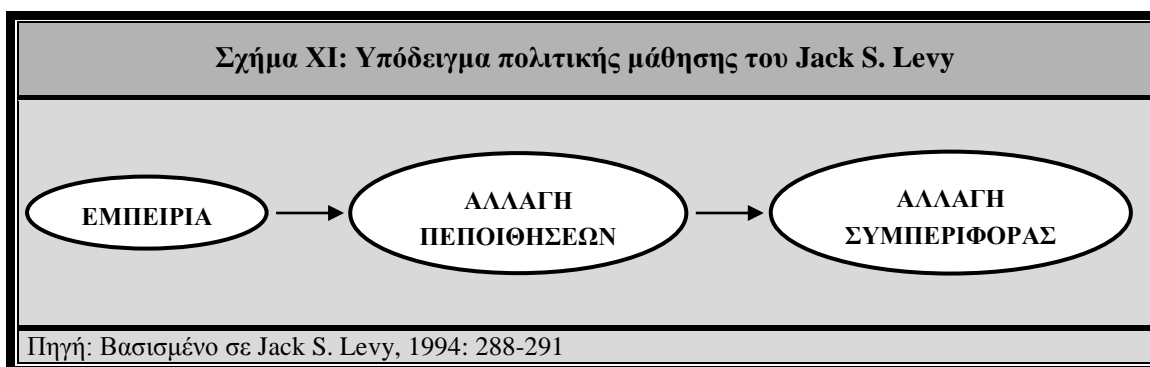 Σχήμα XI: Υπόδειγμα πολιτικής μάθησης του Jack S. Levy
ΕΜΠΕΙΡΙΑ
ΑΛΛΑΓΗ
ΠΕΠΟΙΘΗΣΕΩΝ
ΑΛΛΑΓΗ
ΣΥΜΠΕΡΙΦΟΡΑΣ
Πηγή: Βασισμένο σε Jack S. Levy, 1994: 288-291